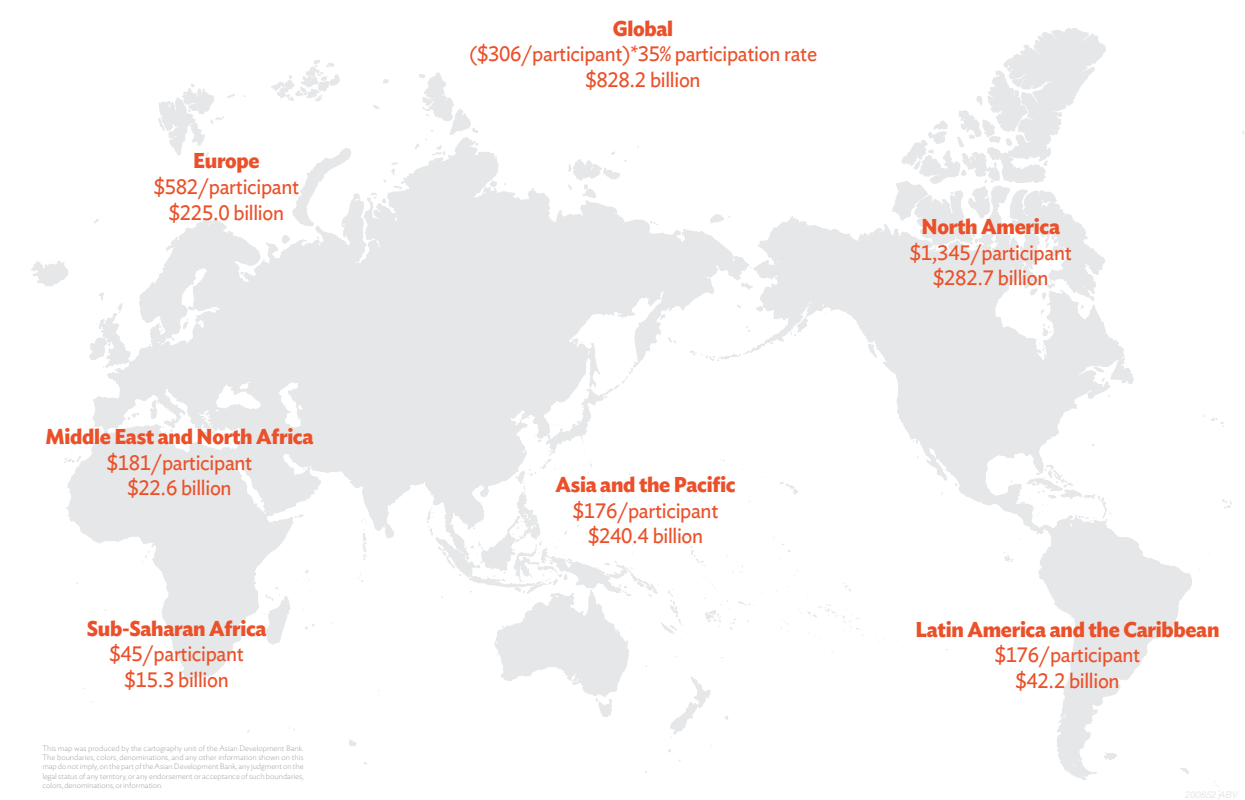 Global
($306/participant)*35% participation rate
$828.2 billion
Europe
$582/participant
$225.0 billion
North America
$1,345/participant
$282.7 billion
Middle East and North Africa
$181/participant
$22.6 billion
Asia and the Pacific
$176/participant
$240.4 billion
Sub-Saharan Africa
$45/participant
$15.3 billion
Latin America and the Caribbean
$176/participant
$42.2 billion
This map was produced by the cartography unit of the Asian Development Bank.
The boundaries, colors, denominations, and any other information shown on this
map do not imply, on the part of the Asian Development Bank, any judgment on the
legal status of any territory, or any endorsement or acceptance of such boundaries,
colors, denominations, or information.